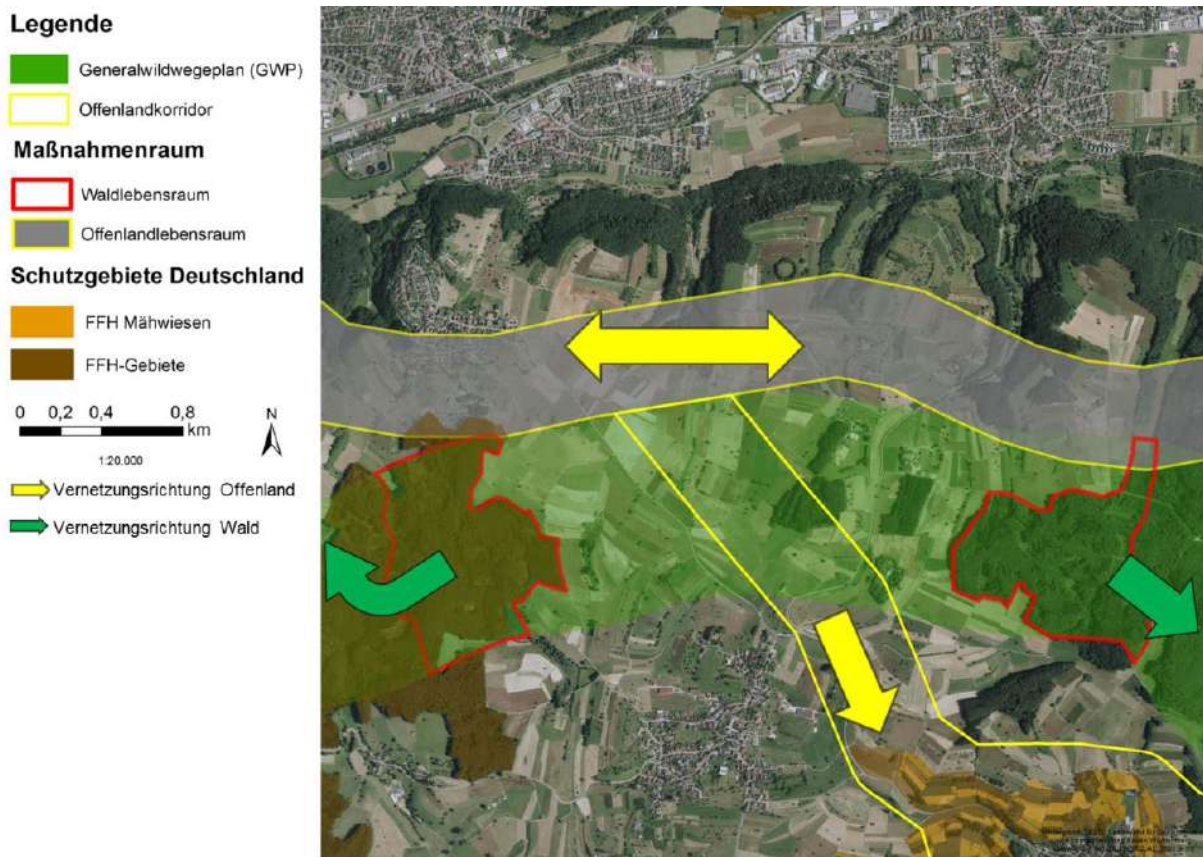 Legende
Generalwildwegeplan (GWP)
Offenlandkorridor
Maßnahmenraum
Waldlebensraum
Offenlandlebensraum
Schutzgebiete Deutschland
FFH Mähwiesen
FFH-Gebiete
0 0,2 0,4 0,8
km
N
1:20.000
Vernetzungsrichtung Offenland
Vernetzungsrichtung Wald